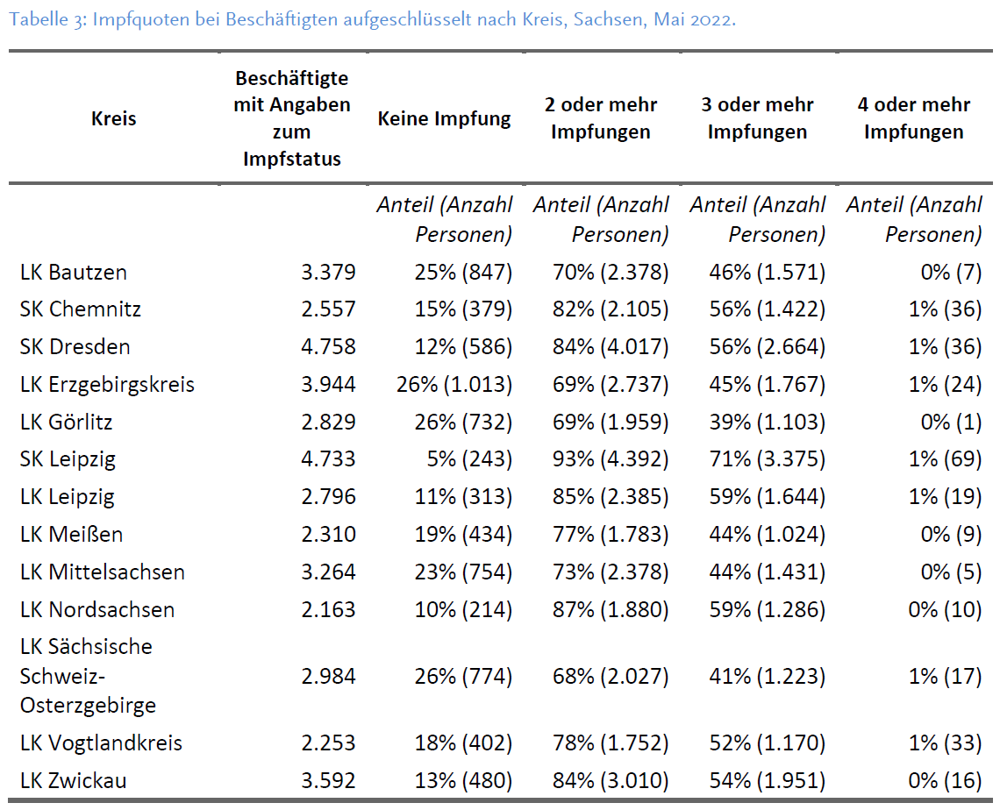 Tabelle 3: Impfquoten bei Beschäftigten aufgeschlüsselt nach Kreis, Sachsen, Mai 2022.
Kreis Beschäftigte mit Angaben zum Impfstatus Keine Impfung 2 oder mehr Impfungen 3 oder mehr Impfungen 4 oder mehr Impfungen
Anteil (Anzahl Personen) Anteil (Anzahl Personen) Anteil (Anzahl Personen) Anteil (Anzahl Personen)
LK Bautzen 3.379 25% (847) 70% (2.378) 46% (1.571) 0% (7)
SK Chemnitz 2.557 15% (379) 82% (2.105) 56% (1.422) 1% (36)
SK Dresden 4.758 12% (586) 84% (4.017) 56% (2.664) 1% (36)
LK Erzgebirgskreis 3.944 26% (1.013) 69% (2.737) 45% (1.767) 1% (24)
LK Görlitz 2.829 26% (732) 69% (1.959) 39% (1.103) 0% (1)
SK Leipzig 4.733 5% (243) 93% (4.392) 71% (3.375) 1% (69)
LK Leipzig 2.796 11% (313) 85% (2.385) 59% (1.644) 1% (19)
LK Meißen 2.310 19% (434) 77% (1.783) 44% (1.024) 0% (9)
LK Mittelsachsen 3.264 23% (754) 73% (2.378) 44% (1.431) 0% (5)
LK Nordsachsen 2.163 10% (214) 87% (1.880) 59% (1.286) 0% (10)
LK Sächsische
Schweiz- 2.984 26% (774) 68% (2.027) 41% (1.223) 1% (17)
Osterzgebirge
LK Vogtlandkreis 2.253 18% (402) 78% (1.752) 52% (1.170) 1% (33)
LK Zwickau 3.592 13% (480) 84% (3.010) 54% (1.951) 0% (16)